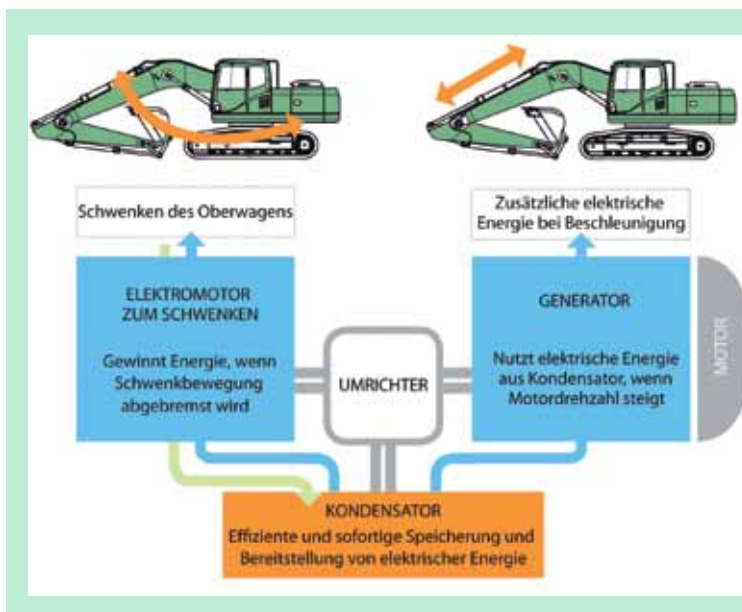 Schwenken des Oberwagens
Zusätzliche elektrische
Energie bei Beschleunigung
ELEKTROMOTOR
ZUM SCHWENKEN
Gewinnt Energie, wenn
Schwenkbewegung
abgebremst wird
UMRICHTER
GENERATOR
Nutzt elektrische Energie
aus Kondensator, wenn
Motordrehzahl steigt
MOTOR
KONDENSATOR
Effiziente und sofortige Speicherung und
Bereitstellung von elektrischer Energie